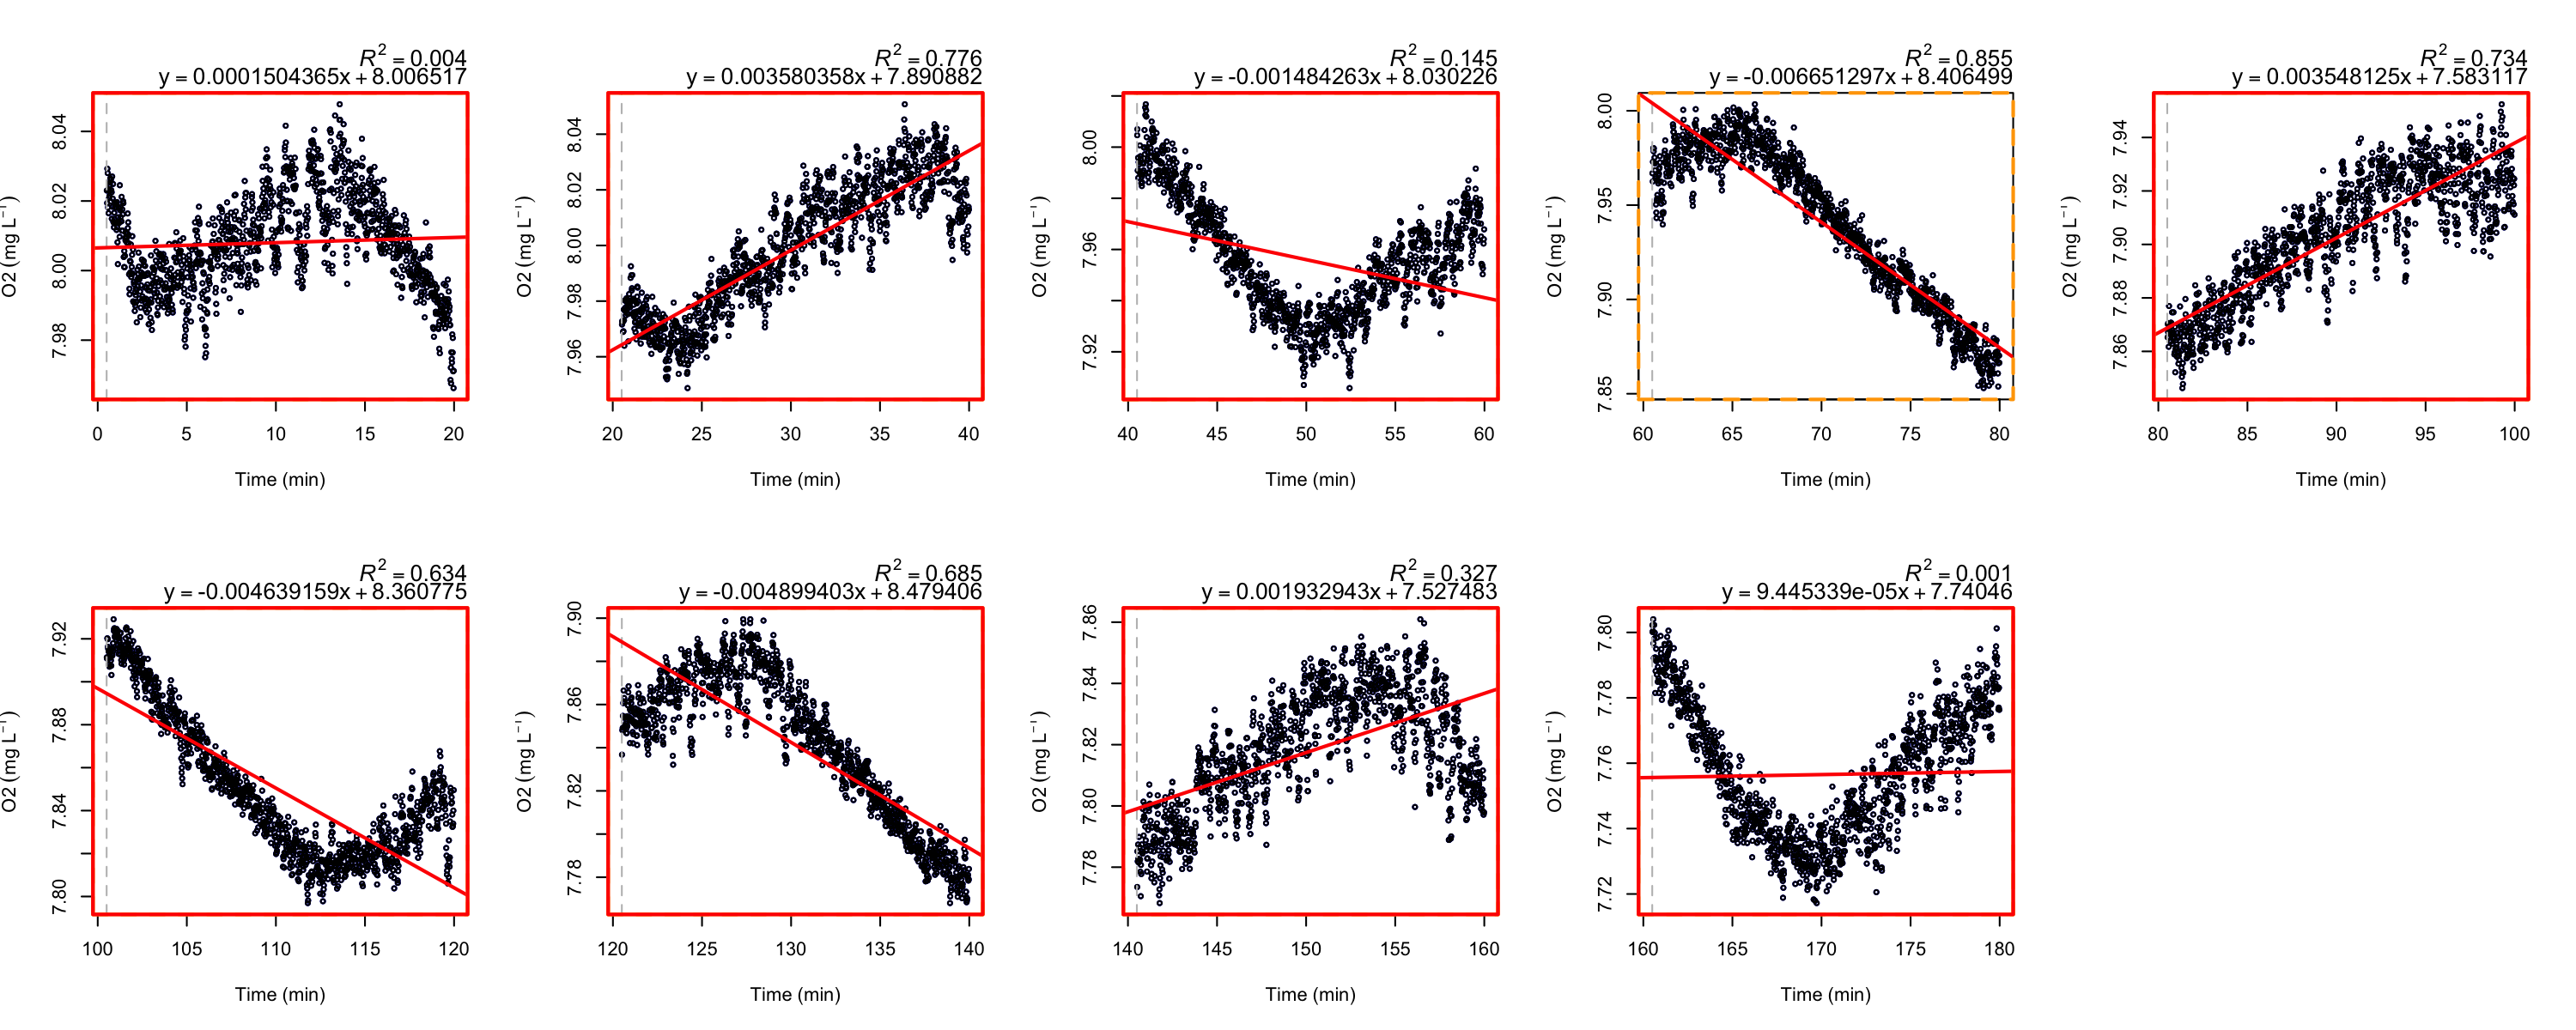 R² = 0.004
y = 0.0001504365x + 8.006517
O2 (mg L⁻¹)
7.98 8.00 8.02 8.04
0 5 10 15 20
Time (min)
R² = 0.776
y = 0.003580358x + 7.890882
O2 (mg L⁻¹)
7.96 7.98 8.00 8.02 8.04
20 25 30 35 40
Time (min)
R² = 0.145
y = -0.001484263x + 8.030226
O2 (mg L⁻¹)
7.92 7.96 8.00
40 45 50 55 60
Time (min)
R² = 0.855
y = -0.006651297x + 8.406499
O2 (mg L⁻¹)
7.85 7.90 7.95 8.00
60 65 70 75 80
Time (min)
R² = 0.734
y = 0.003548125x + 7.583117
O2 (mg L⁻¹)
7.86 7.88 7.90 7.92 7.94
80 85 90 95 100
Time (min)
R² = 0.634
y = -0.004639159x + 8.360775
O2 (mg L⁻¹)
7.80 7.84 7.88 7.92
100 105 110 115 120
Time (min)
R² = 0.685
y = -0.004899403x + 8.479406
O2 (mg L⁻¹)
7.78 7.82 7.86 7.90
120 125 130 135 140
Time (min)
R² = 0.327
y = 0.001932943x + 7.527483
O2 (mg L⁻¹)
7.78 7.80 7.82 7.84 7.86
140 145 150 155 160
Time (min)
R² = 0.001
y = 9.445339e-05x + 7.74046
O2 (mg L⁻¹)
7.72 7.74 7.76 7.78 7.80
160 165 170 175 180
Time (min)